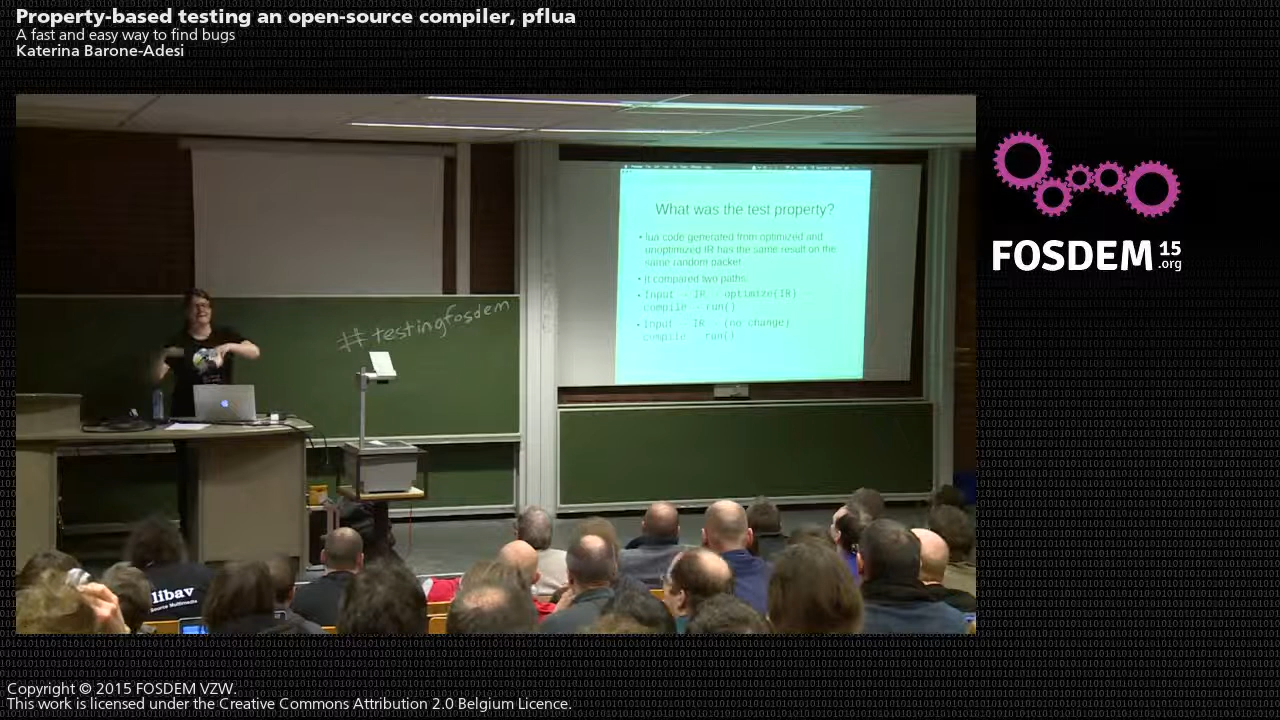 Property-based testing an open-source compiler, pflua
A fast and easy way to find bugs
Katerina Barone-Adesi
What was the test property?
• lua code generated from optimized and
unoptimized IR has the same result on the
same random packet
• It compared two paths:
• Input → IR → optimize(IR) →
compile → run()
• Input → IR → (no change) →
compile → run()
#testingfosdem
FOSDEM 15
.org
libav
Source Multimedia
Copyright © 2015 FOSDEM VZW.
This work is licensed under the Creative Commons Attribution 2.0 Belgium Licence.